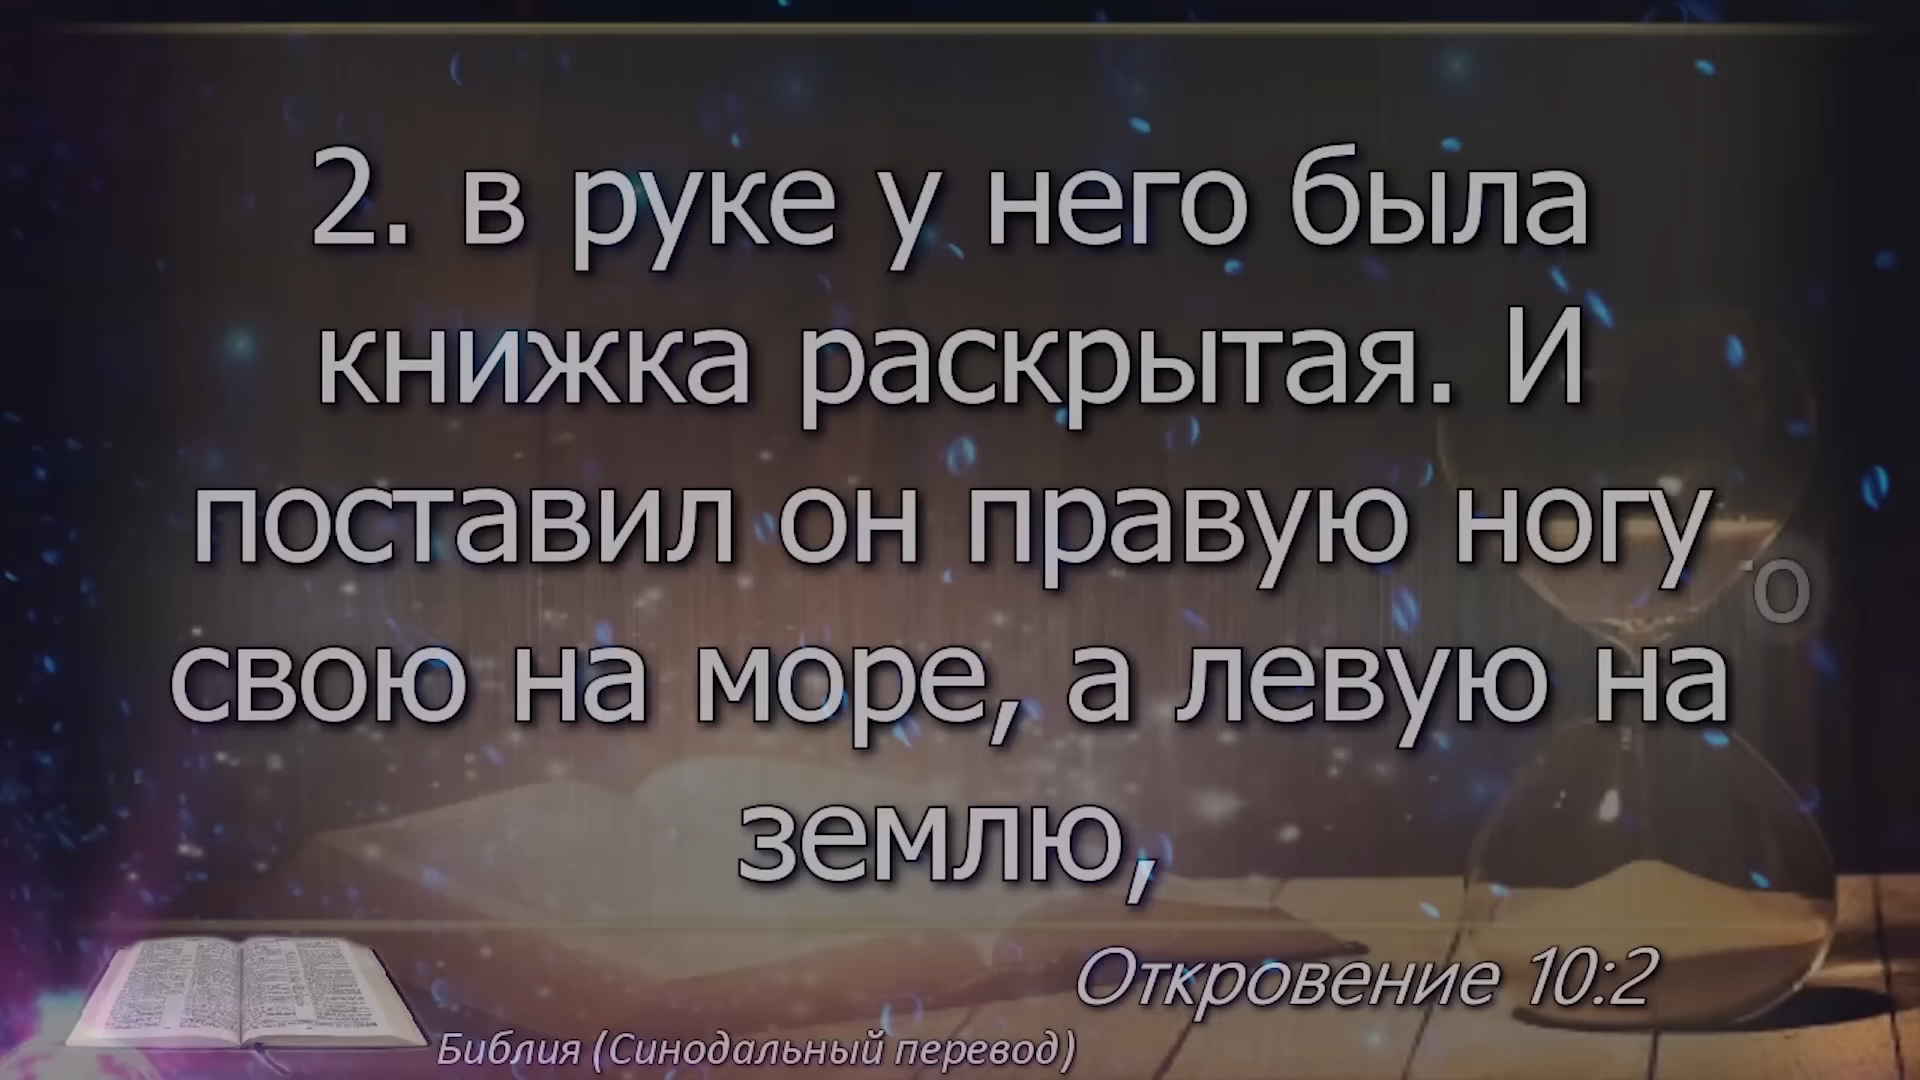 2. в руке у него была
книжка раскрытая. И
поставил он правую ногу
свою на море, а левую на
землю,
Откровение 10:2
Библия (Синодальный перевод)